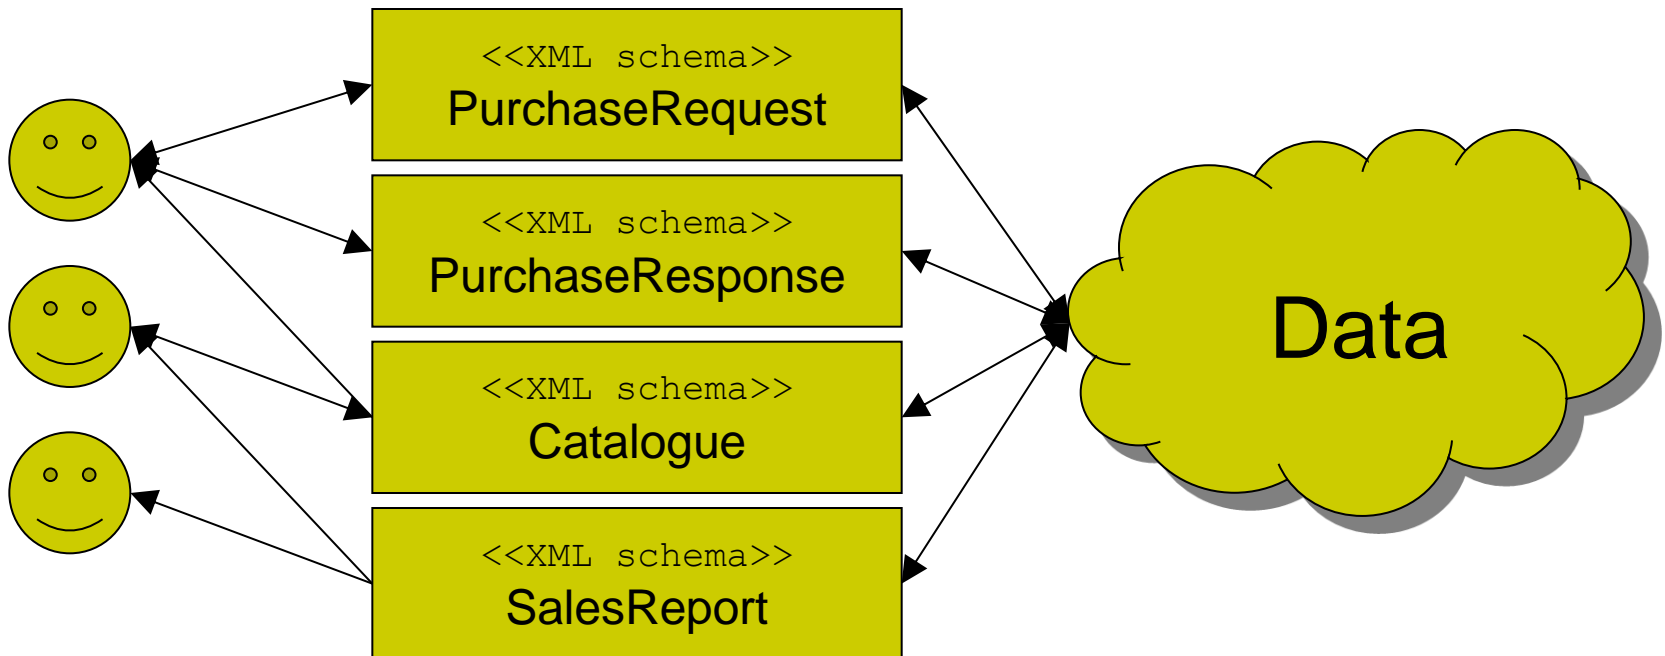 <<XML schema>>
PurchaseRequest
<<XML schema>>
PurchaseResponse
<<XML schema>>
Catalogue
<<XML schema>>
SalesReport
Data